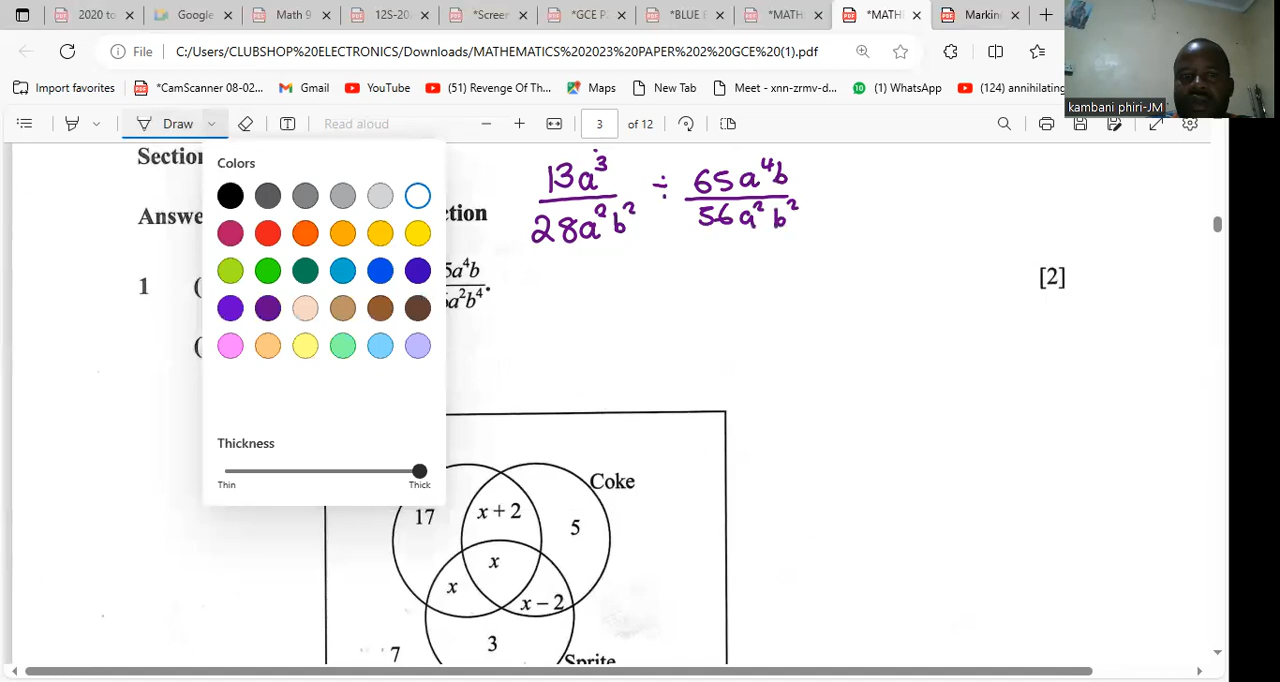 2020 to
Google
Math 9
12S-20
*Screer
*GCE P
*BLUE E
*MATH
*MATH
Marking
File
C:/Users/CLUBSHOP%20ELECTRONICS/Downloads/MATHEMATICS%202023%20PAPER%202%20GCE%20(1).pdf
Import favorites
*CamScanner 08-02...
Gmail
YouTube
(51) Revenge Of Th...
Maps
New Tab
Meet - xnn-zrmv-d...
(1) WhatsApp
(124) annihilating
kambani phiri-JM
Draw
Read aloud
3
of 12
Section
Colors
13a³/28a²b² ÷ 65a⁴b/56a²b²
Answe
ction
5a⁴b
6a²b⁴.
1
(
[2]
(
Thickness
Thin
Thick
Coke
17
x + 2
5
x
x
x – 2
3
7
Sprite